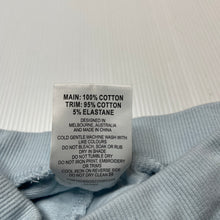 MAIN: 100% COTTON
TRIM: 95% COTTON
5% ELASTANE
DESIGNED IN
MELBOURNE, AUSTRALIA
AND MADE IN CHINA
COLD GENTLE MACHINE WASH WITH
LIKE COLOURS
DO NOT BLEACH, SOAK OR RUB
DRY IN SHADE
DO NOT TUMBLE DRY
DO NOT IRON PRINT, EMBROIDERY
OR TRIMS
COOL IRON ON REVERSE
DO NOT DRY CLEAN